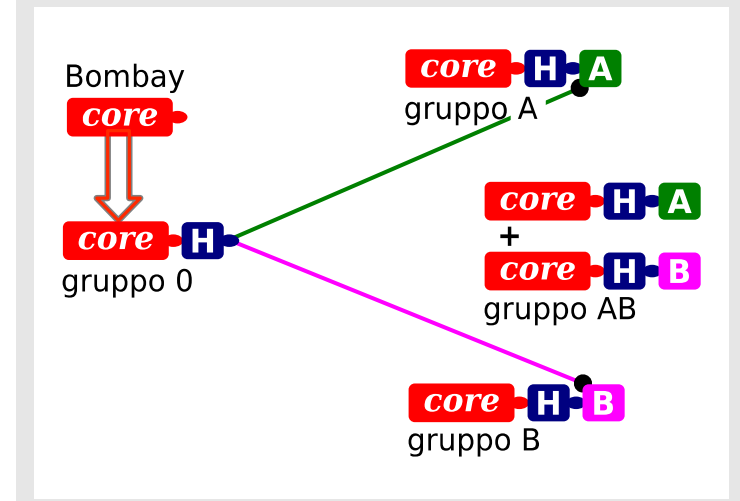 Bombay
core
core H
gruppo 0
core H A
gruppo A
core H A
+
core H B
gruppo AB
core H B
gruppo B